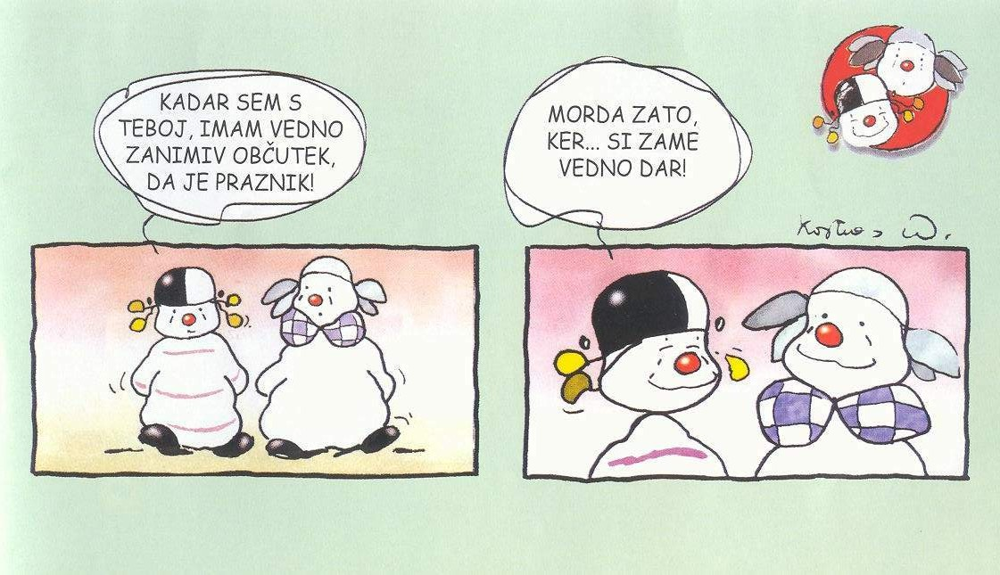 KADAR SEM S
TEBOJ, IMAM VEDNO
ZANIMIV OBČUTEK,
DA JE PRAZNIK!
MORDA ZATO,
KER... SI ZAME
VEDNO DAR!